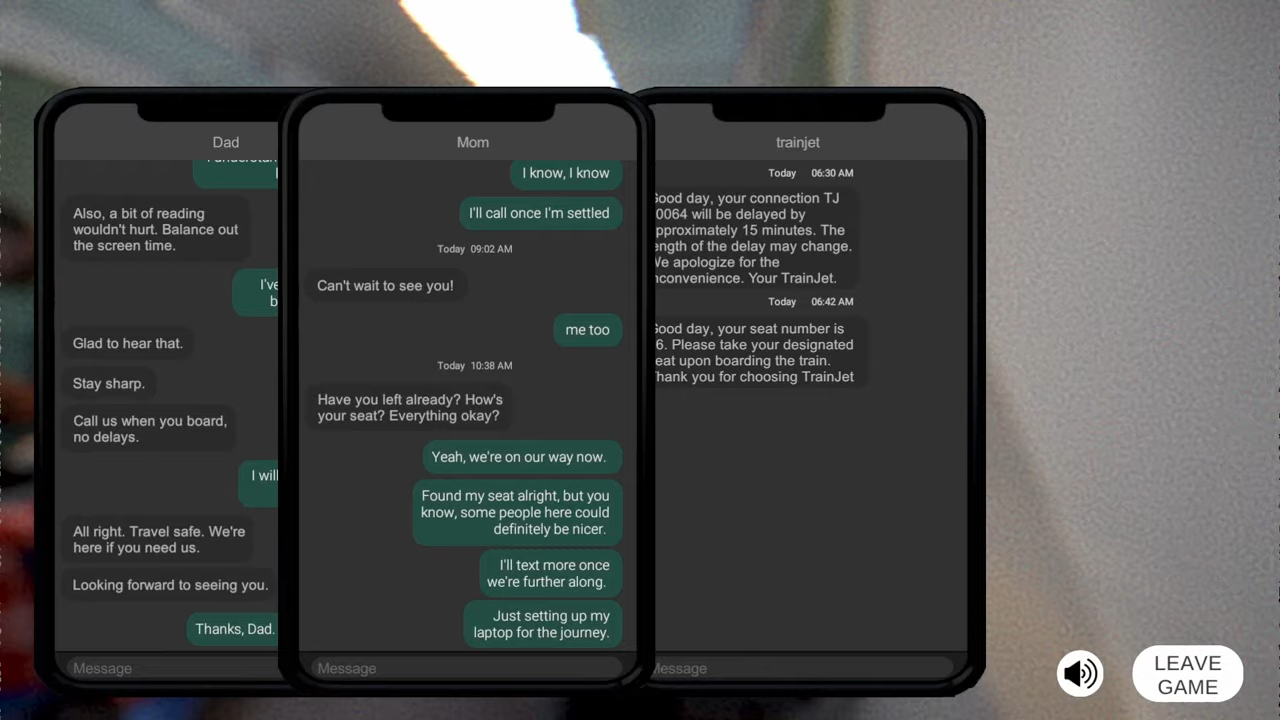 Dad
Also, a bit of reading
wouldn't hurt. Balance out
the screen time.
I've
b
Glad to hear that.
Stay sharp.
Call us when you board,
no delays.
I will
All right. Travel safe. We're
here if you need us.
Looking forward to seeing you.
Thanks, Dad.
Message
Mom
I know, I know
I'll call once I'm settled
Today 09:02 AM
Can't wait to see you!
me too
Today 10:38 AM
Have you left already? How's
your seat? Everything okay?
Yeah, we're on our way now.
Found my seat alright, but you
know, some people here could
definitely be nicer.
I'll text more once
we're further along.
Just setting up my
laptop for the journey.
Message
trainjet
Today 06:30 AM
ood day, your connection TJ
0064 will be delayed by
pproximately 15 minutes. The
ength of the delay may change.
We apologize for the
nconvenience. Your TrainJet.
Today 06:42 AM
ood day, your seat number is
6. Please take your designated
eat upon boarding the train.
Thank you for choosing TrainJet
Message
LEAVE
GAME